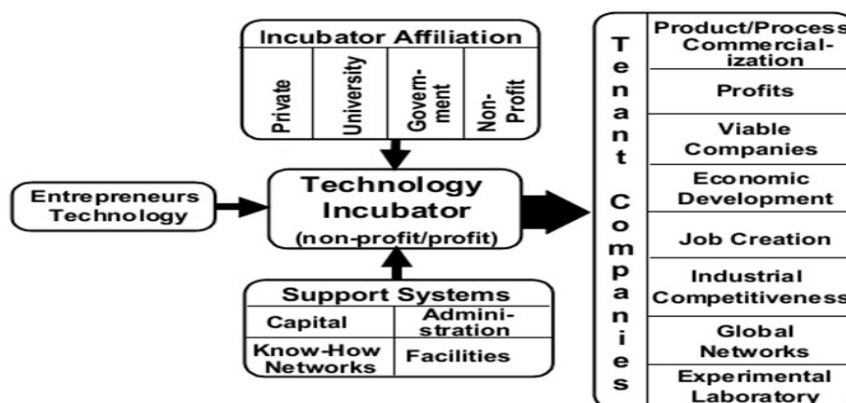 Incubator Affiliation
Private
University
Govern-
ment
Non-
Profit
Entrepreneurs
Technology
Technology
Incubator
(non-profit/profit)
Support Systems
Capital
Admini-
stration
Know-How
Networks
Facilities
Tenant Companies
Product/Process
Commercial-
ization
Profits
Viable
Companies
Economic
Development
Job Creation
Industrial
Competitiveness
Global
Networks
Experimental
Laboratory